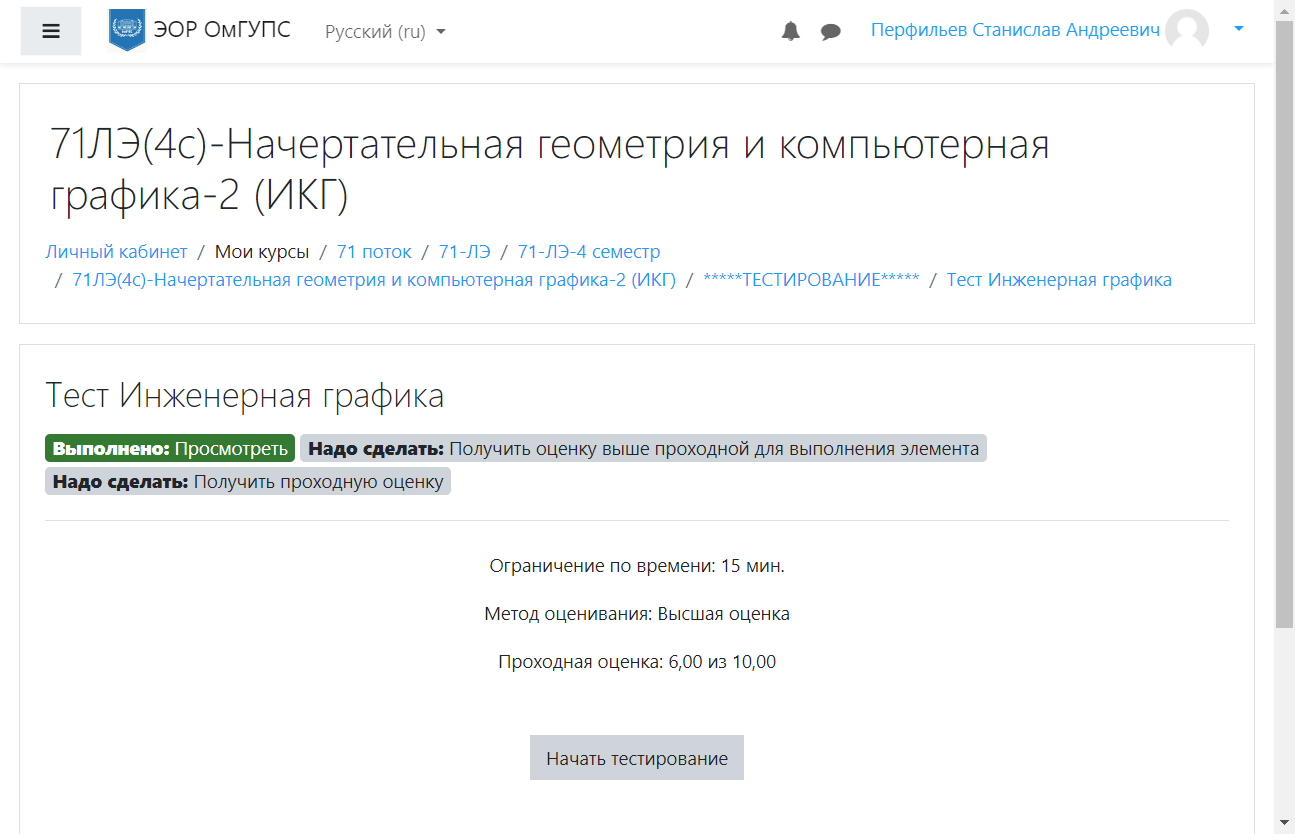 ЭОР ОмГУПС Русский (ru) Перфильев Станислав Андреевич
71ЛЭ(4с)-Начертательная геометрия и компьютерная
графика-2 (ИКГ)
Личный кабинет / Мои курсы / 71 поток / 71-ЛЭ / 71-ЛЭ-4 семестр
/ 71ЛЭ(4с)-Начертательная геометрия и компьютерная графика-2 (ИКГ) / *****ТЕСТИРОВАНИЕ***** / Тест Инженерная графика
Тест Инженерная графика
Выполнено: Просмотреть Надо сделать: Получить оценку выше проходной для выполнения элемента
Надо сделать: Получить проходную оценку
Ограничение по времени: 15 мин.
Метод оценивания: Высшая оценка
Проходная оценка: 6,00 из 10,00
Начать тестирование